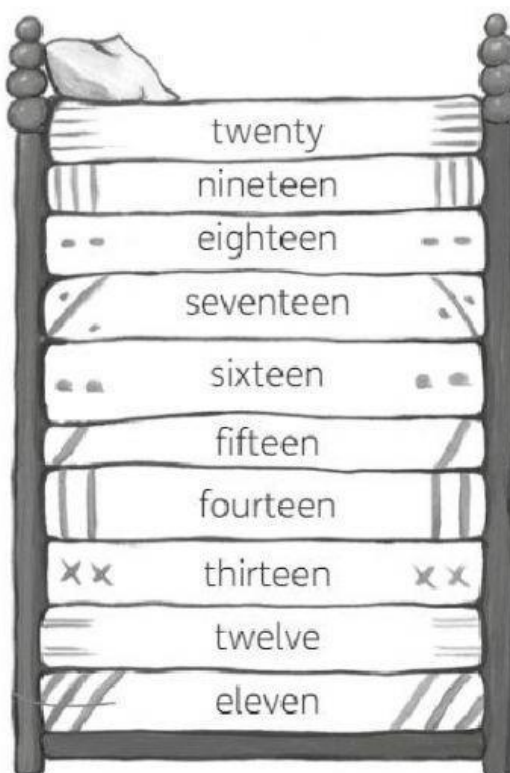 twenty
nineteen
eighteen
seventeen
sixteen
fifteen
fourteen
thirteen
twelve
eleven